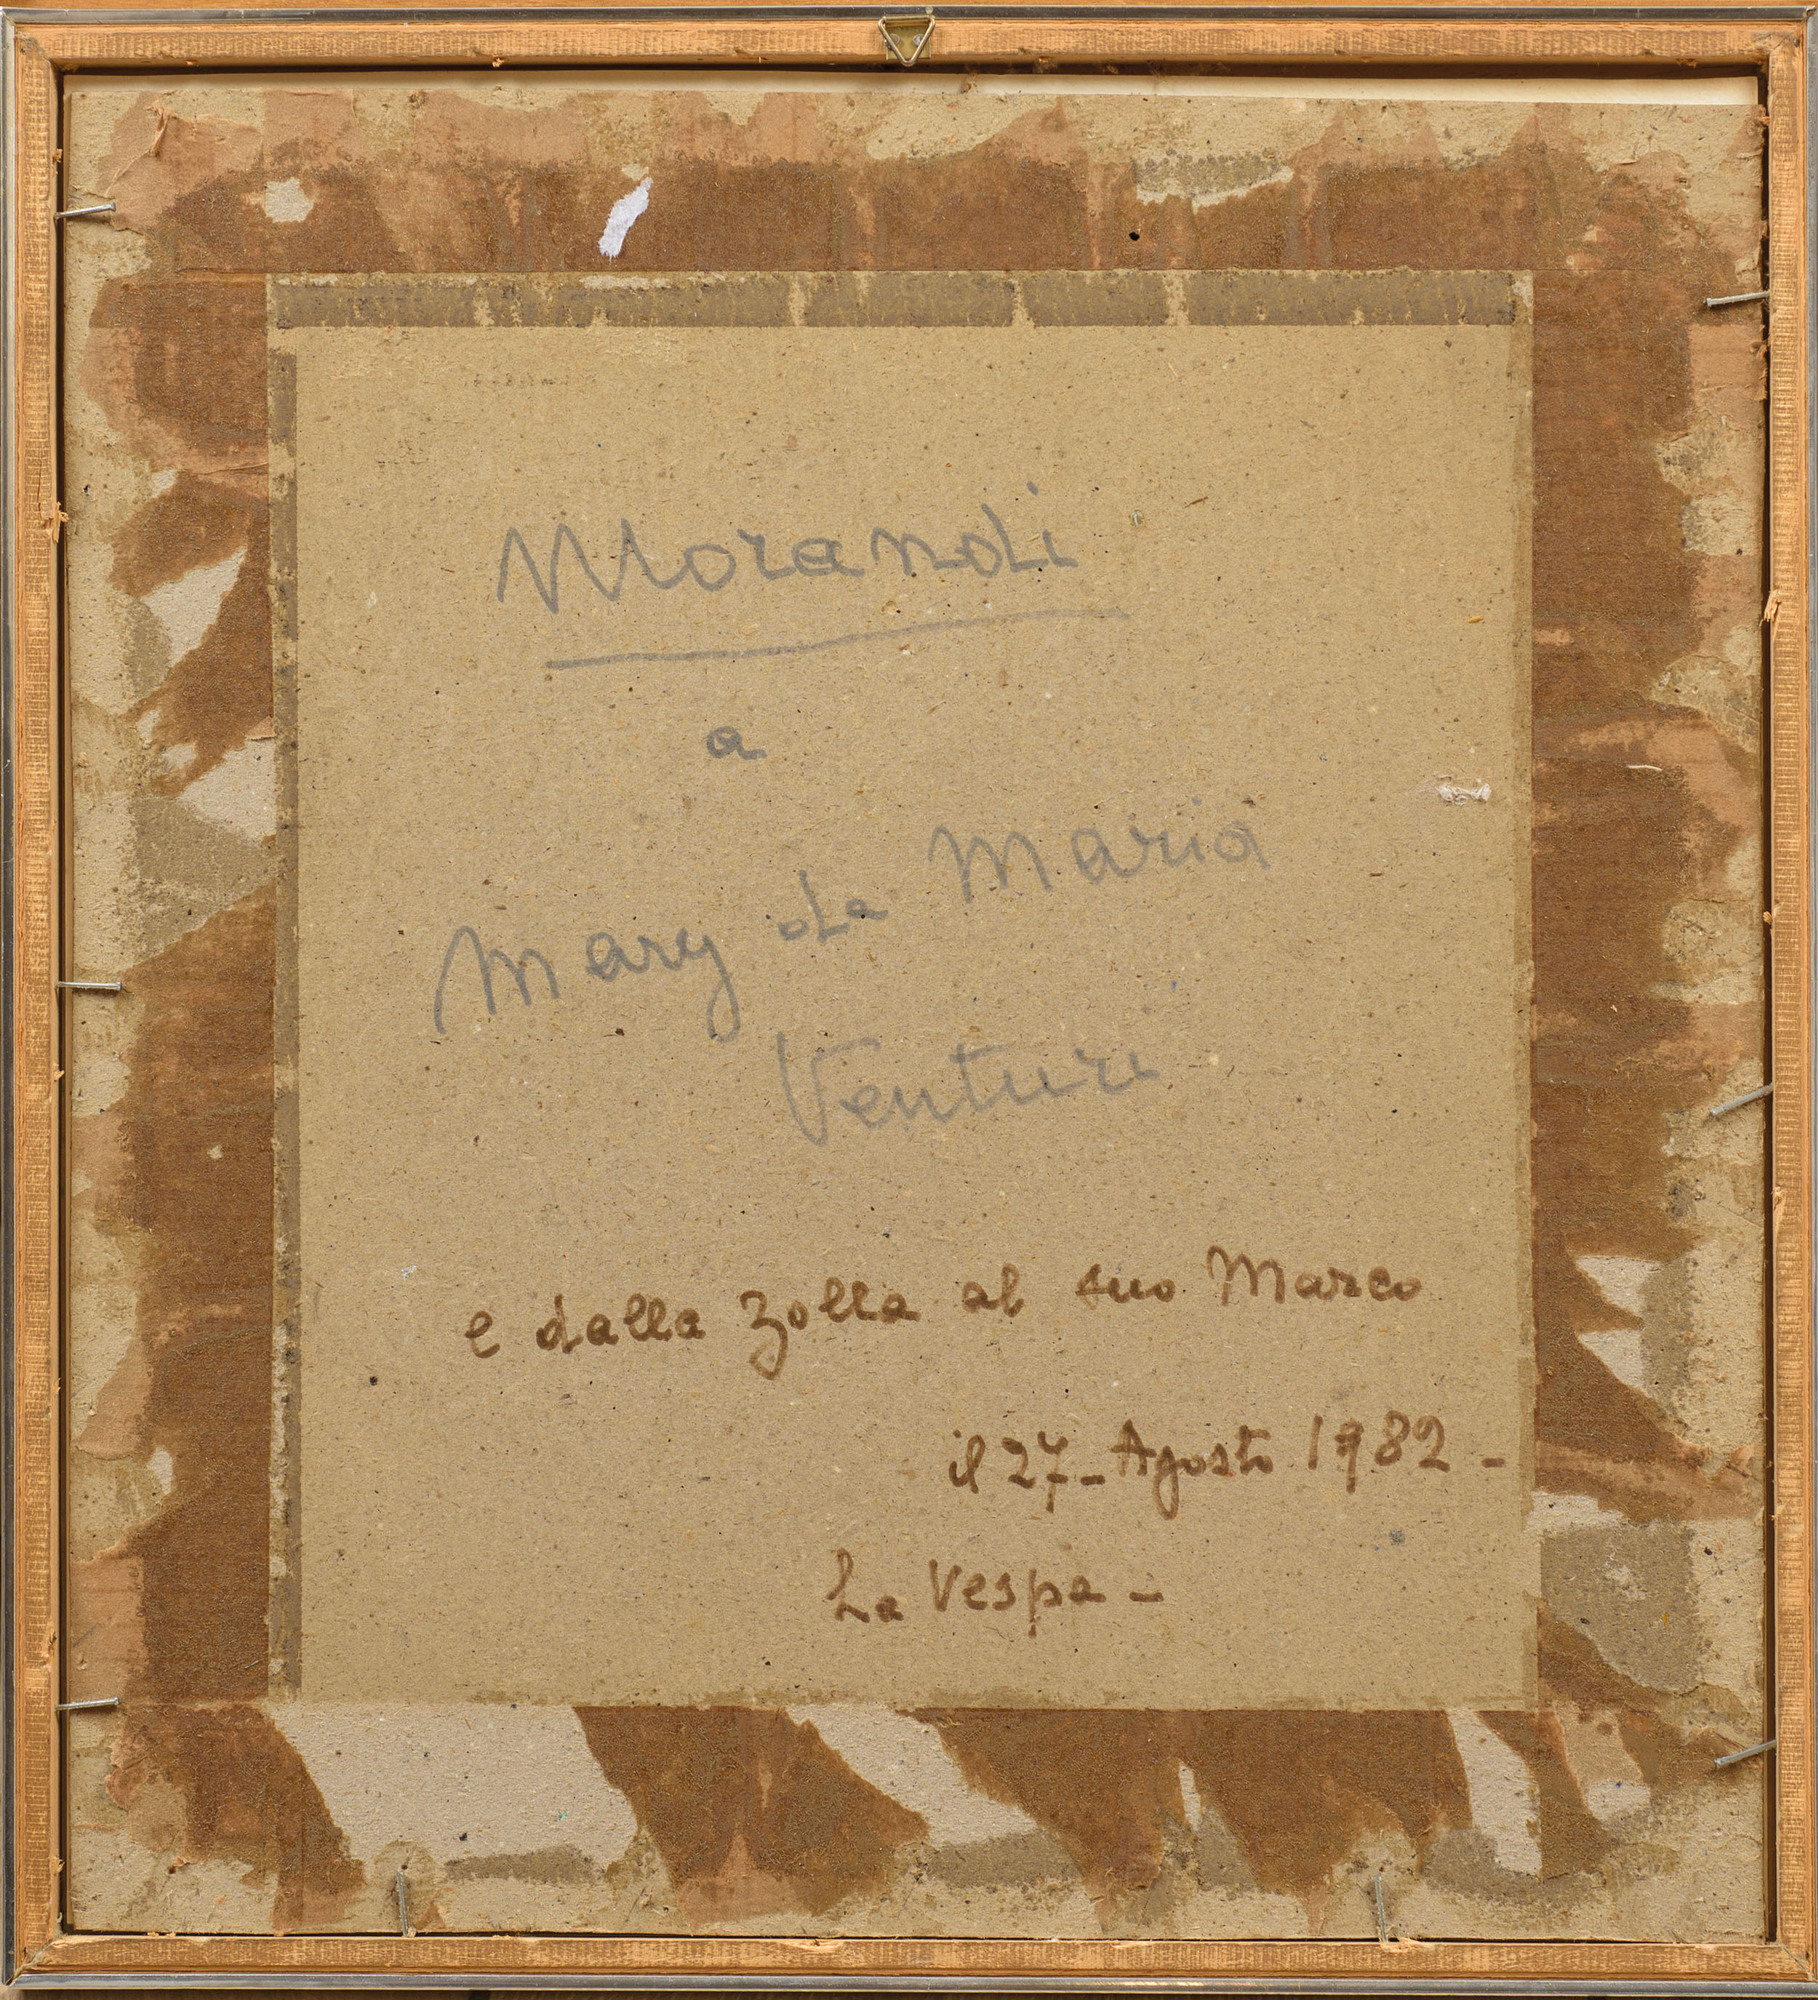 Morandi
a
Mary de Maria
Venturi
e dalla Zolla al suo Marco
il 27- Agosto 1982 -
La Vespa -